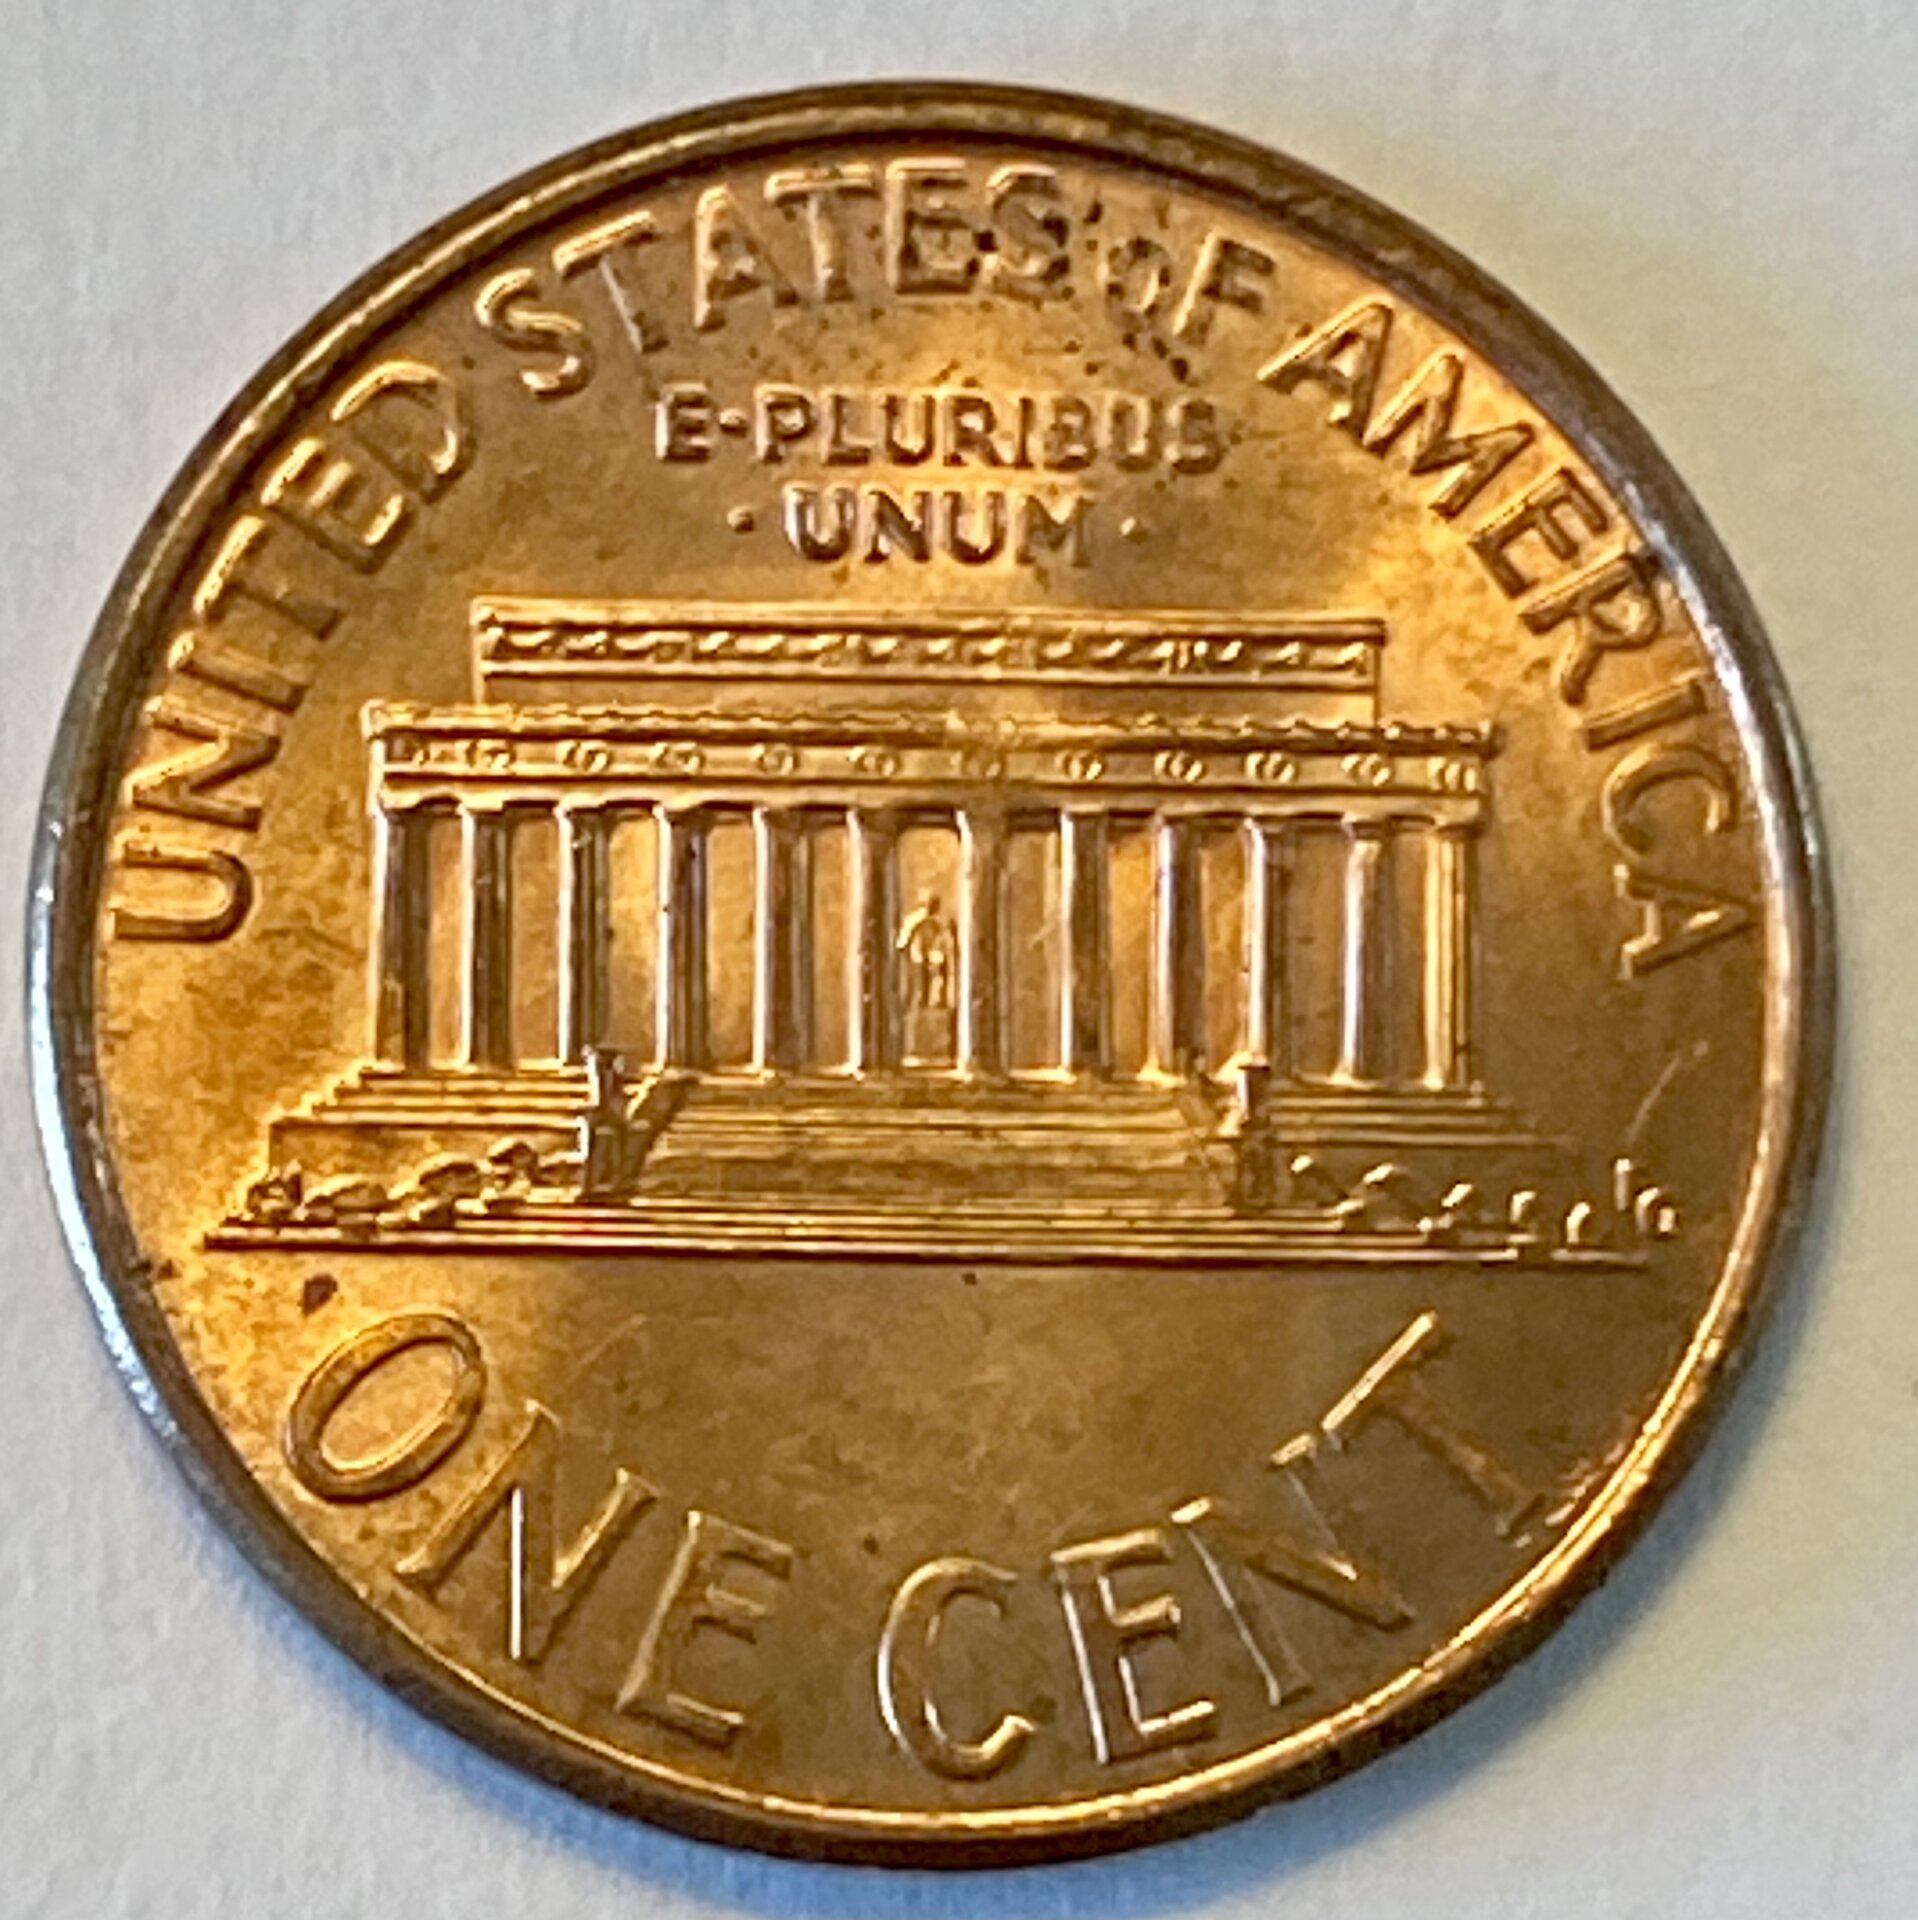 UNITED STATES OF AMERICA
E·PLURIBUS
· UNUM ·
ONE CENT